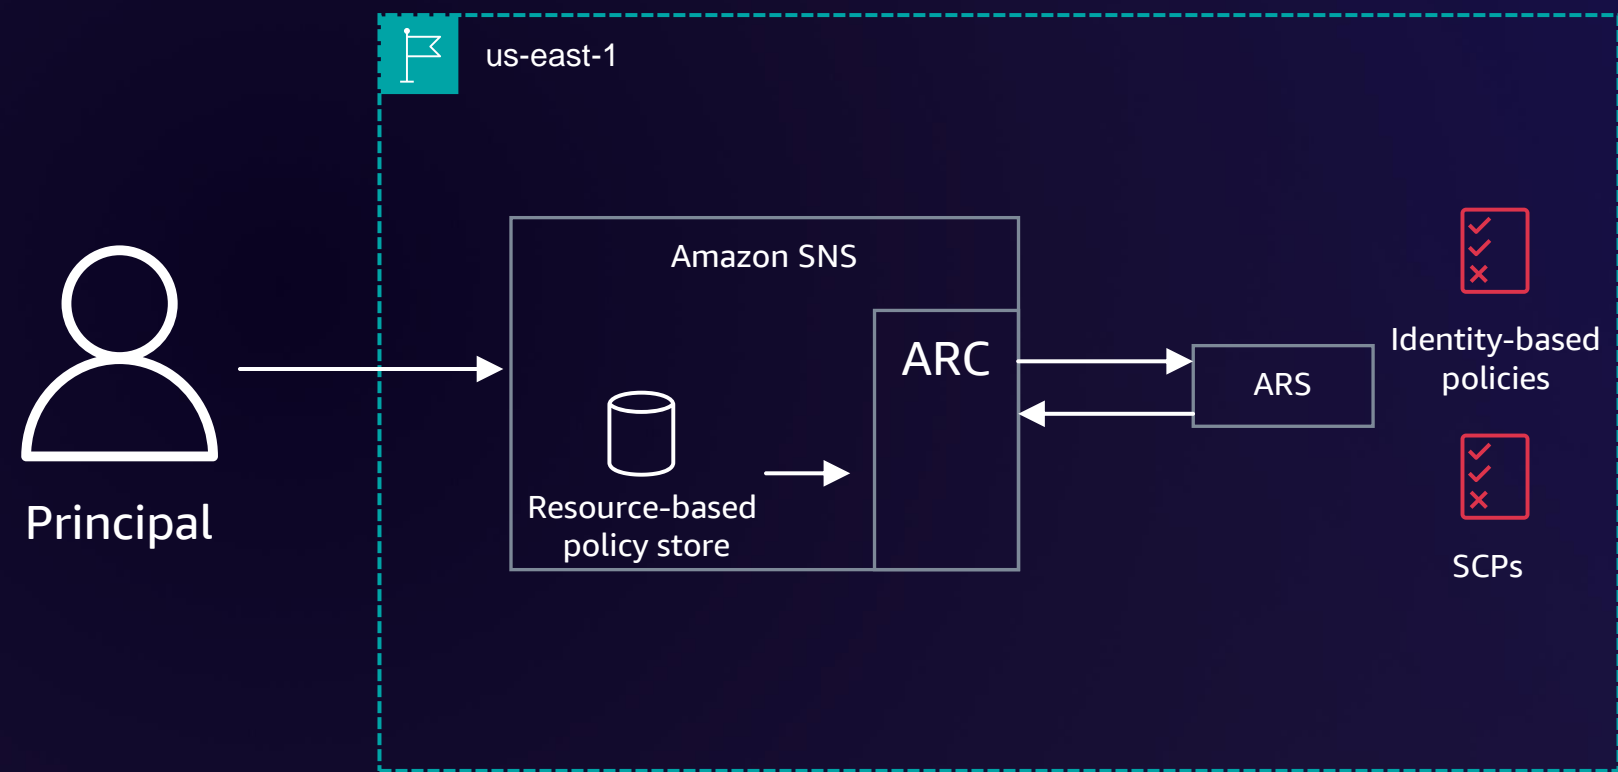 us-east-1
Principal
Amazon SNS
Resource-based
policy store
ARC
ARS
Identity-based
policies
SCPs